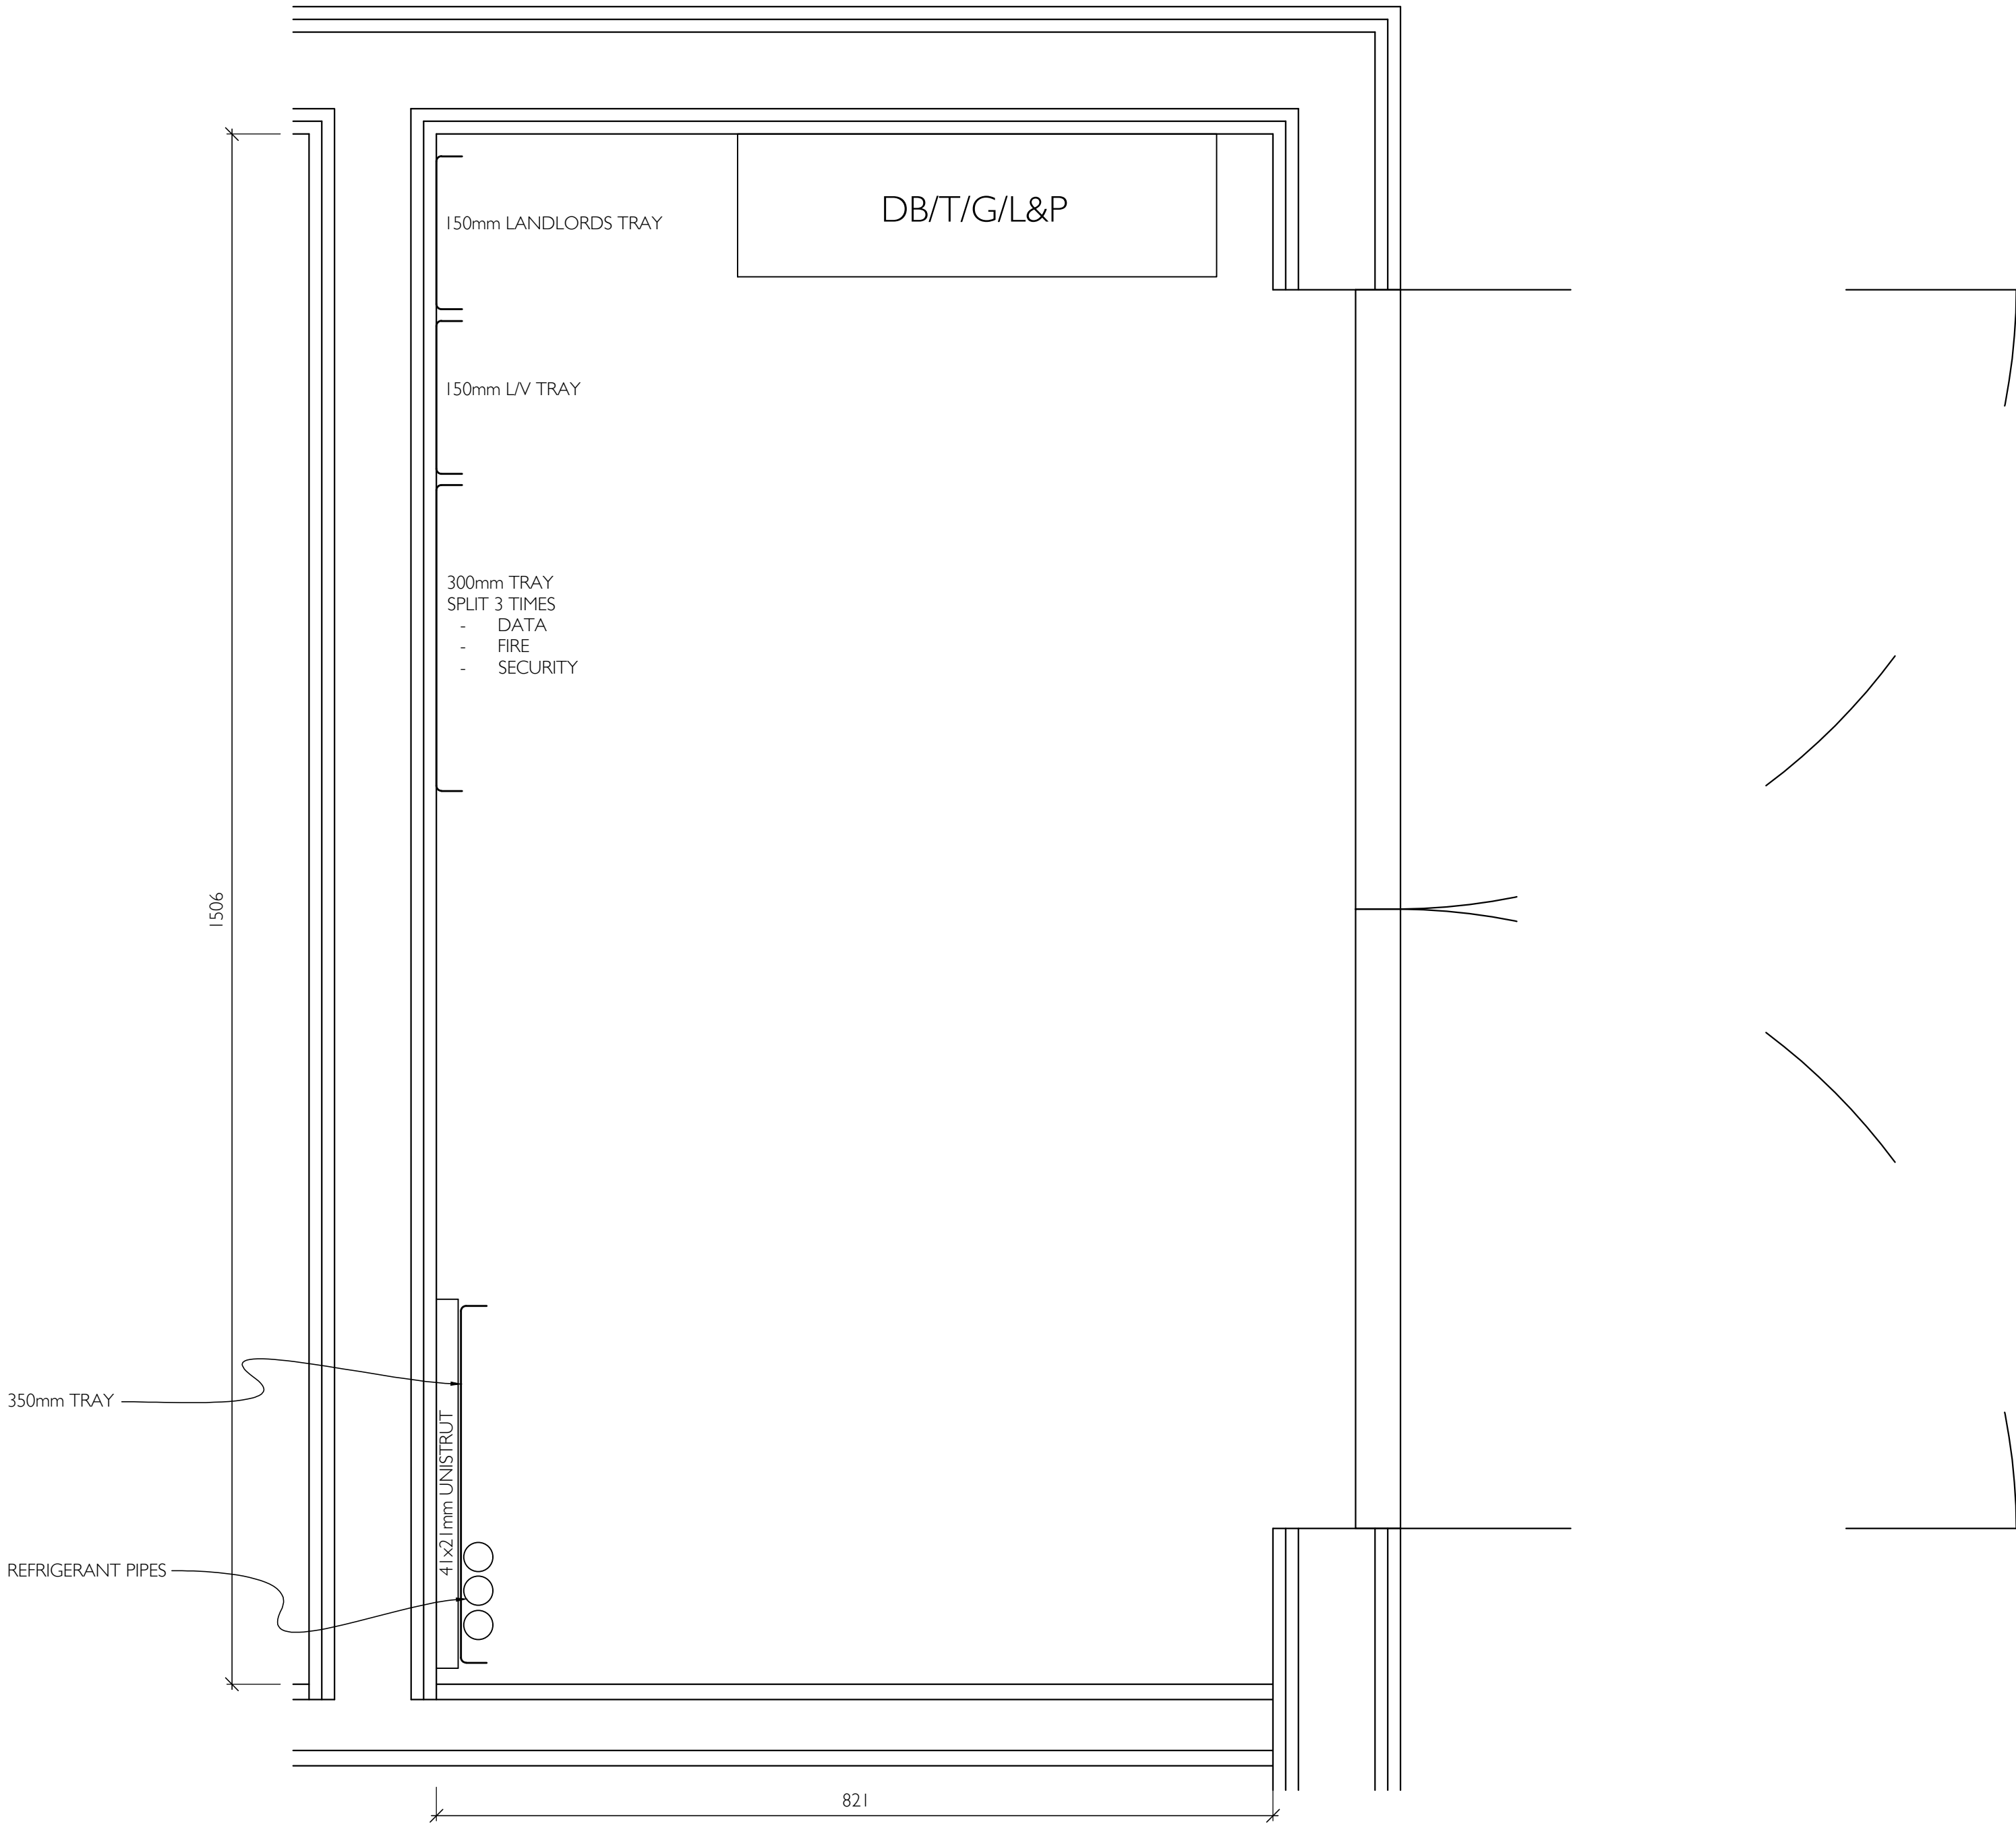 DB/T/G/L&P
150mm LANDLORDS TRAY
150mm L/V TRAY
300mm TRAY
SPLIT 3 TIMES
- DATA
- FIRE
- SECURITY
1506
350mm TRAY
41x21mm UNISTRUT
REFRIGERANT PIPES
821